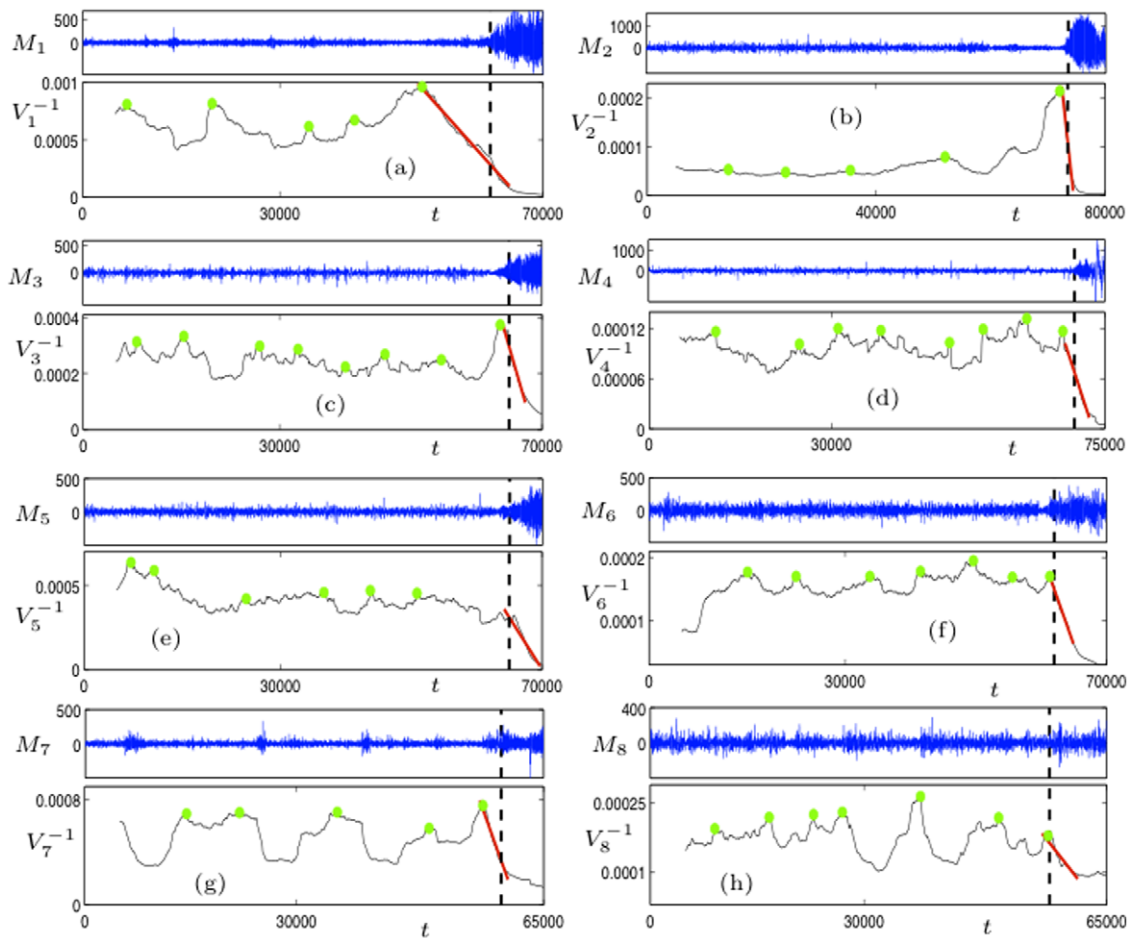 500
M₁
0
0.001
V₁⁻¹
0.0005
(a)
0
0 30000 t 70000
1000
M₂
0
0.0002
V₂⁻¹
(b)
0.0001
0
0 40000 t 80000
500
M₃
0
0.0004
V₃⁻¹
0.0002
(c)
0
0 30000 t 70000
1000
M₄
0
0.00012
V₄⁻¹
0.00006
(d)
0
0 30000 t 75000
500
M₅
0
0.0005
V₅⁻¹
(e)
0
0 30000 t 70000
500
M₆
0
0.0002
V₆⁻¹
0.0001
(f)
0 30000 t 70000
500
M₇
0
0.0008
V₇⁻¹
(g)
0
0 30000 t 65000
400
M₈
0
0.00025
V₈⁻¹
0.0001
(h)
0
0 30000 t 65000